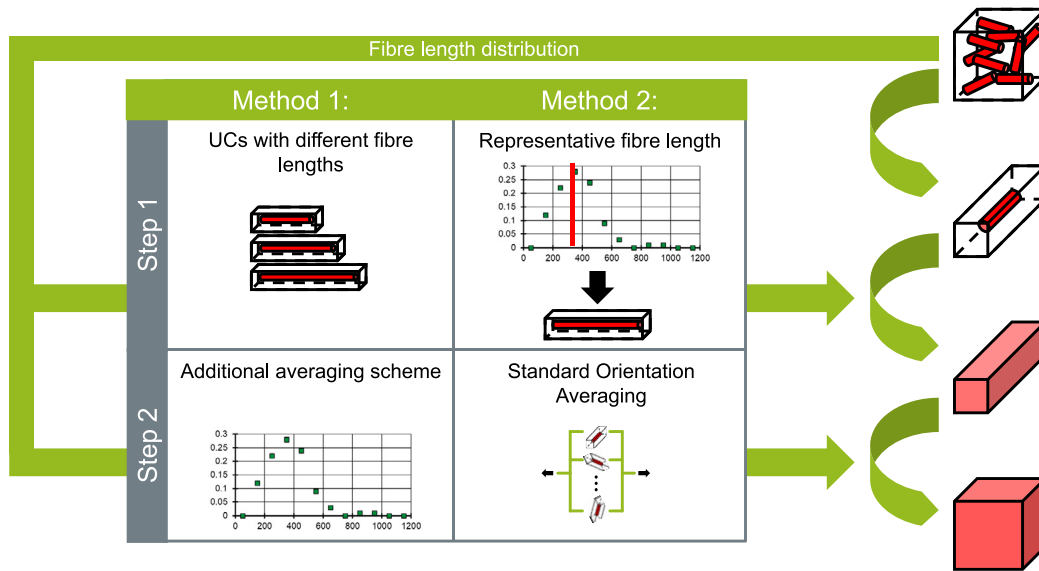 Fibre length distribution
Method 1:
Method 2:
Step 1
UCs with different fibre
lengths
Representative fibre length
0.3
0.25
0.2
0.15
0.1
0.05
0
0 200 400 600 800 1000 1200
Step 2
Additional averaging scheme
0.3
0.25
0.2
0.15
0.1
0.05
0
0 200 400 600 800 1000 1200
Standard Orientation
Averaging